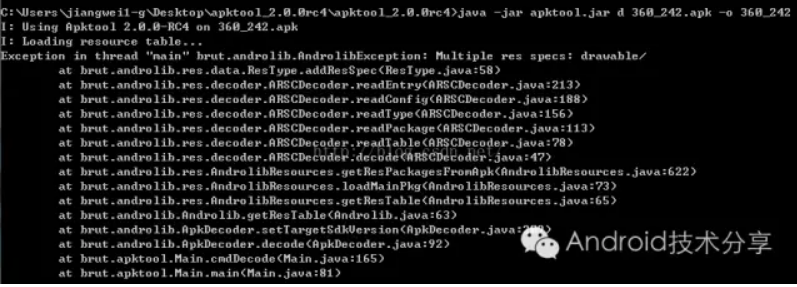 C:\Users\jiangwei1-g\Desktop\apktool_2.0.0rc4\apktool_2.0.0rc4>java -jar apktool.jar d 360_242.apk -o 360_242
I: Using Apktool 2.0.0-RC4 on 360_242.apk
I: Loading resource table...
Exception in thread "main" brut.androlib.AndrolibException: Multiple res specs: drawable/
at brut.androlib.res.data.ResType.addResSpec(ResType.java:58)
at brut.androlib.res.decoder.ARSCDecoder.readEntry(ARSCDecoder.java:213)
at brut.androlib.res.decoder.ARSCDecoder.readConfig(ARSCDecoder.java:188)
at brut.androlib.res.decoder.ARSCDecoder.readType(ARSCDecoder.java:156)
at brut.androlib.res.decoder.ARSCDecoder.readPackage(ARSCDecoder.java:113)
at brut.androlib.res.decoder.ARSCDecoder.readTable(ARSCDecoder.java:78)
http://blog.csdn.net/
at brut.androlib.res.decoder.ARSCDecoder.decode(ARSCDecoder.java:47)
at brut.androlib.res.AndrolibResources.getResPackagesFromApk(AndrolibResources.java:622)
at brut.androlib.res.AndrolibResources.loadMainPkg(AndrolibResources.java:73)
at brut.androlib.res.AndrolibResources.getResTable(AndrolibResources.java:65)
at brut.androlib.Androlib.getResTable(Androlib.java:63)
at brut.androlib.ApkDecoder.setTargetSdkVersion(ApkDecoder.java:
at brut.androlib.ApkDecoder.decode(ApkDecoder.java:92)
at brut.apktool.Main.cmdDecode(Main.java:165)
at brut.apktool.Main.main(Main.java:81)
Android技术分享